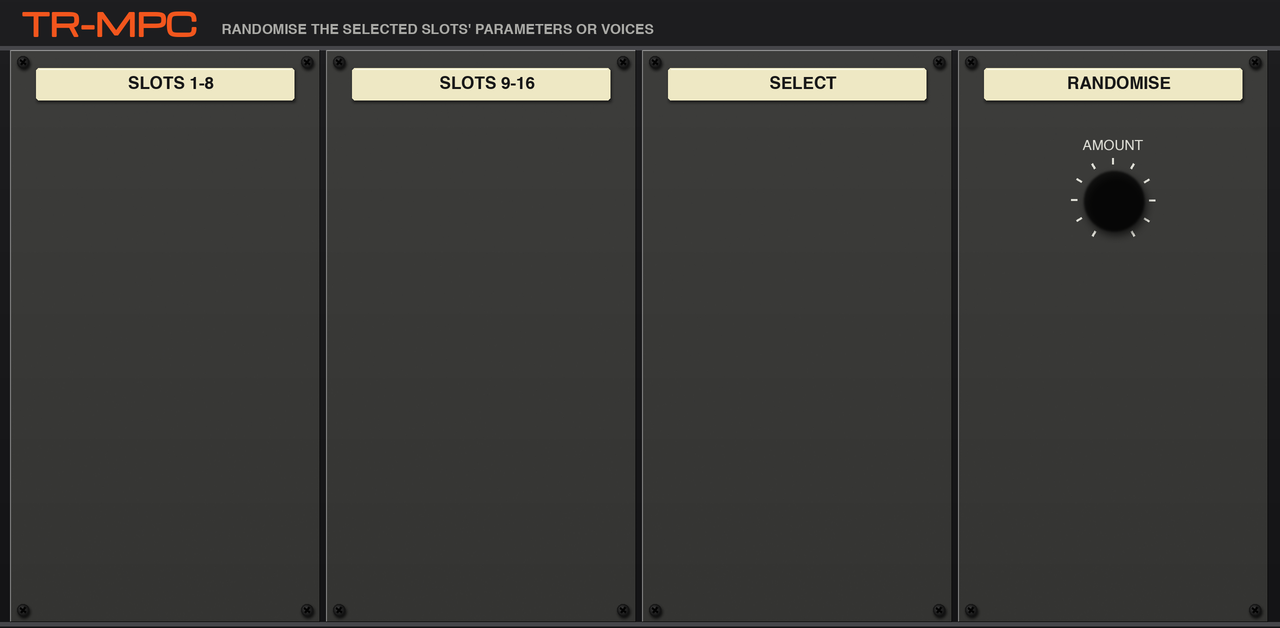 TR-MPC
RANDOMISE THE SELECTED SLOTS' PARAMETERS OR VOICES
SLOTS 1-8
SLOTS 9-16
SELECT
RANDOMISE
AMOUNT